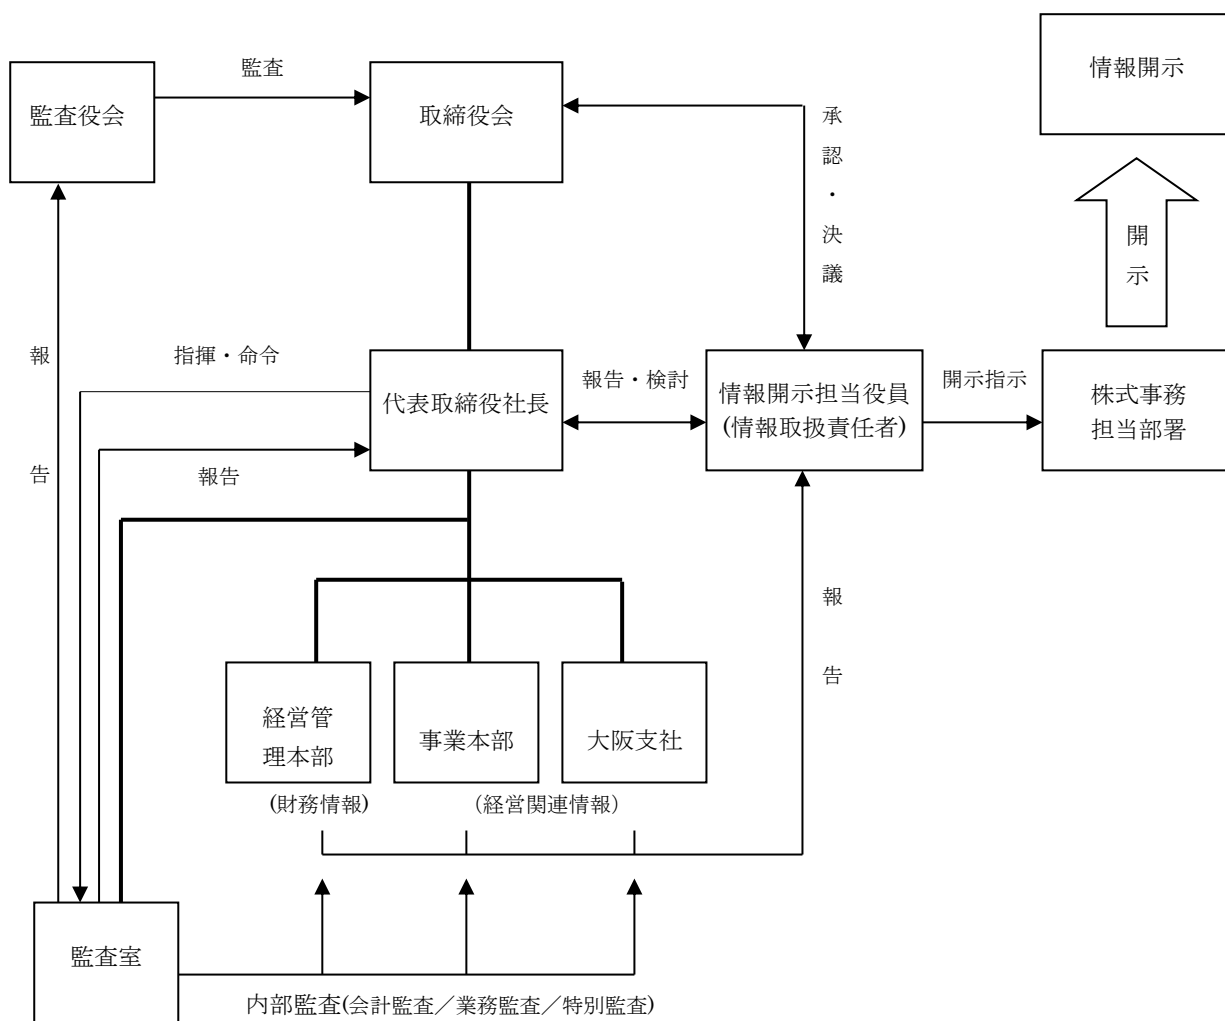 情報開示
監査
監査役会
取締役会
承認・決議
開示
報告
指揮・命令
代表取締役社長
報告・検討
情報開示担当役員
(情報取扱責任者)
開示指示
株式事務
担当部署
報告
報告
経営管
理本部
事業本部
大阪支社
(財務情報)
（経営関連情報）
監査室
内部監査(会計監査／業務監査／特別監査)